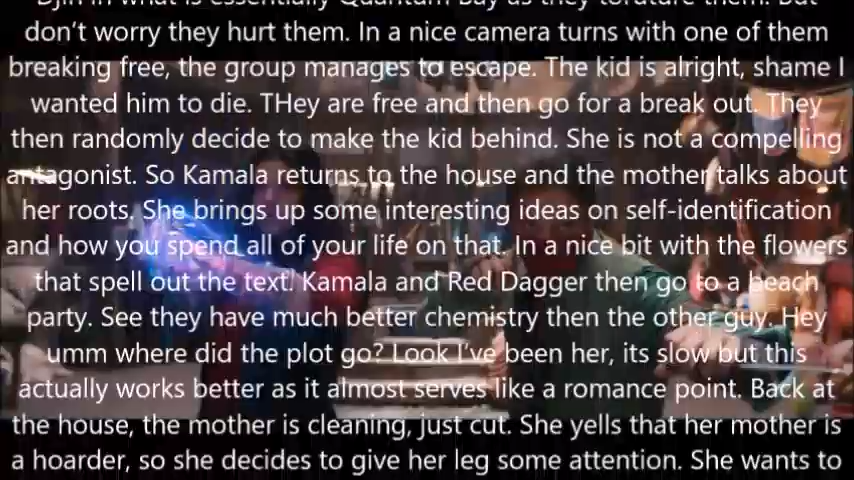 Djin in what is essentially Quantum Bay as they torature them. But
don't worry they hurt them. In a nice camera turns with one of them
breaking free, the group manages to escape. The kid is alright, shame I
wanted him to die. THey are free and then go for a break out. They
then randomly decide to make the kid behind. She is not a compelling
antagonist. So Kamala returns to the house and the mother talks about
her roots. She brings up some interesting ideas on self-identification
and how you spend all of your life on that. In a nice bit with the flowers
that spell out the text. Kamala and Red Dagger then go to a beach
party. See they have much better chemistry then the other guy. Hey
umm where did the plot go? Look I've been her, its slow but this
actually works better as it almost serves like a romance point. Back at
the house, the mother is cleaning, just cut. She yells that her mother is
a hoarder, so she decides to give her leg some attention. She wants to